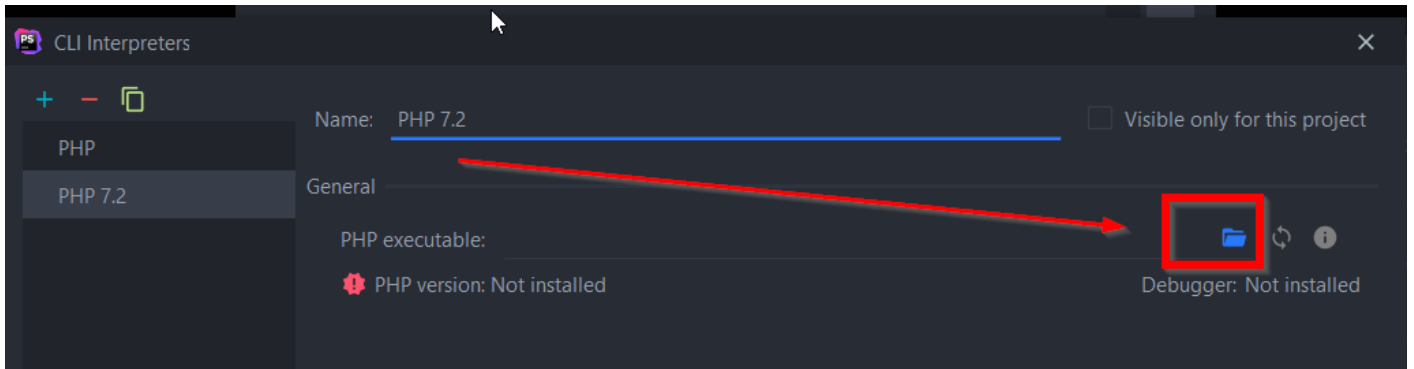 PS CLI Interpreters
Name: PHP 7.2
Visible only for this project
PHP
PHP 7.2
General
PHP executable:
PHP version: Not installed
Debugger: Not installed